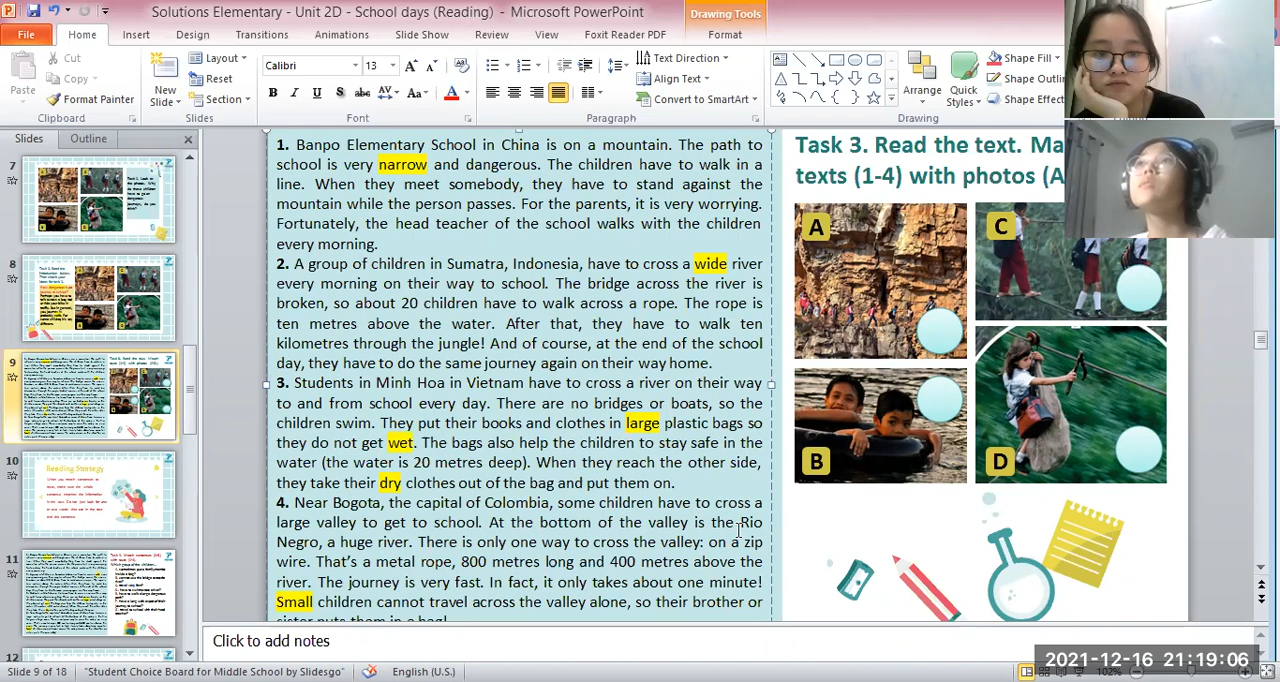 Solutions Elementary - Unit 2D - School days (Reading) - Microsoft PowerPoint
Drawing Tools
File Home Insert Design Transitions Animations Slide Show Review View Foxit Reader PDF Format
Paste
Cut
Copy
Format Painter
Clipboard
New Slide
Layout
Reset
Section
Slides
Calibri 13
Font
Paragraph
Text Direction
Align Text
Convert to SmartArt
Arrange
Quick Styles
Shape Fill
Shape Outli
Shape Effect
Drawing
Slides Outline
7
8
9
10
Reading Strategy
11
12
1. Banpo Elementary School in China is on a mountain. The path to
school is very narrow and dangerous. The children have to walk in a
line. When they meet somebody, they have to stand against the
mountain while the person passes. For the parents, it is very worrying.
Fortunately, the head teacher of the school walks with the children
every morning.
2. A group of children in Sumatra, Indonesia, have to cross a wide river
every morning on their way to school. The bridge across the river is
broken, so about 20 children have to walk across a rope. The rope is
ten metres above the water. After that, they have to walk ten
kilometres through the jungle! And of course, at the end of the school
day, they have to do the same journey again on their way home.
3. Students in Minh Hoa in Vietnam have to cross a river on their way
to and from school every day. There are no bridges or boats, so the
children swim. They put their books and clothes in large plastic bags so
they do not get wet. The bags also help the children to stay safe in the
water (the water is 20 metres deep). When they reach the other side,
they take their dry clothes out of the bag and put them on.
4. Near Bogota, the capital of Colombia, some children have to cross a
large valley to get to school. At the bottom of the valley is the Rio
Negro, a huge river. There is only one way to cross the valley: on a zip
wire. That's a metal rope, 800 metres long and 400 metres above the
river. The journey is very fast. In fact, it only takes about one minute.
Small children cannot travel across the valley alone, so their brother or
sister puts them in a bag!
Task 3. Read the text. Ma
texts (1-4) with photos (A
A
C
B
D
Click to add notes
Slide 9 of 18 "Student Choice Board for Middle School by Slidesgo" English (U.S.) 102%
2021-12-16 21:19:06